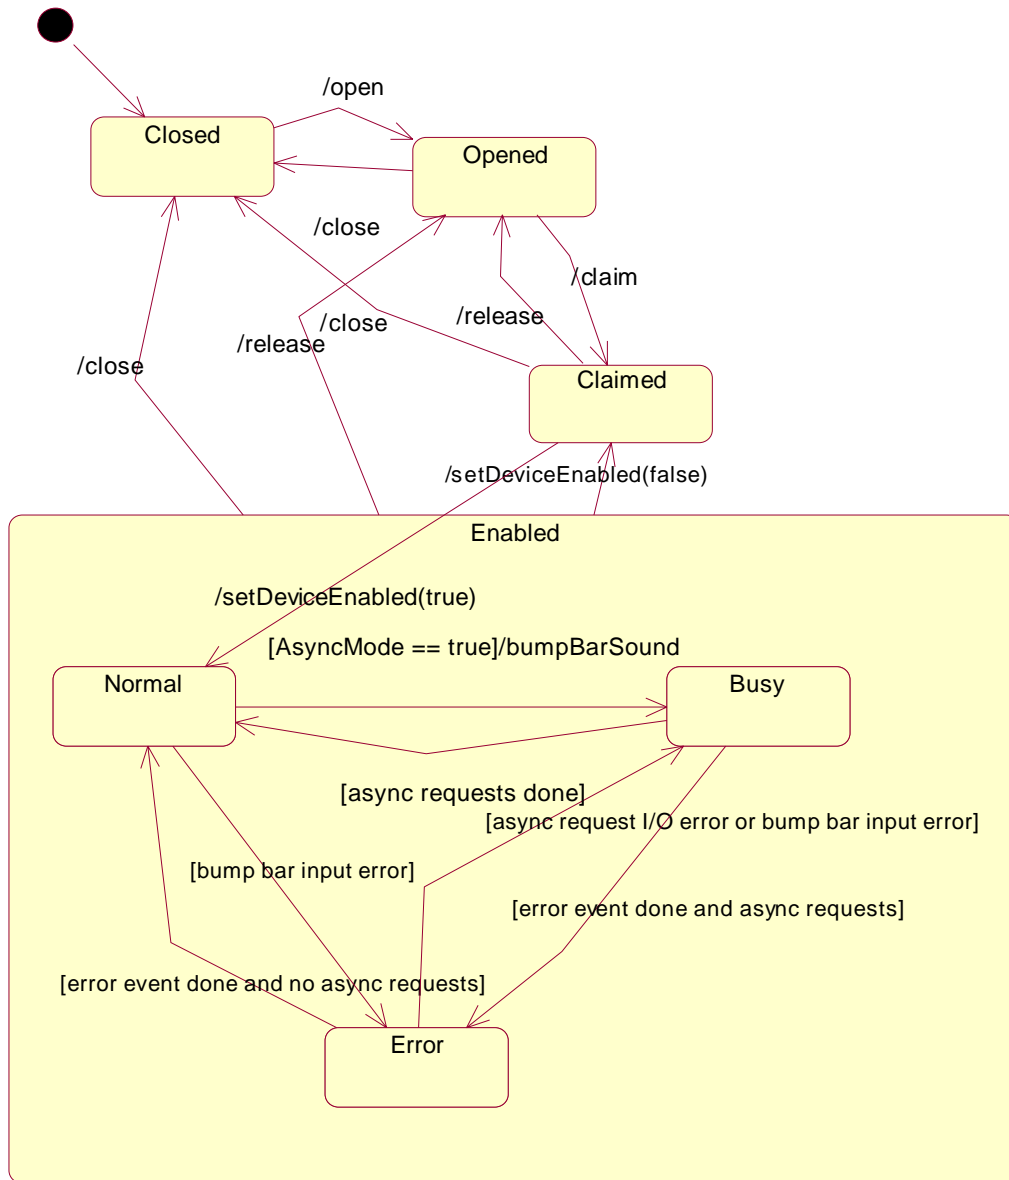 /open
Closed
Opened
/close
/claim
/close
/release
/release
/close
Claimed
/setDeviceEnabled(false)
Enabled
/setDeviceEnabled(true)
[AsyncMode == true]/bumpBarSound
Normal
Busy
[async requests done]
[async request I/O error or bump bar input error]
[bump bar input error]
[error event done and async requests]
[error event done and no async requests]
Error